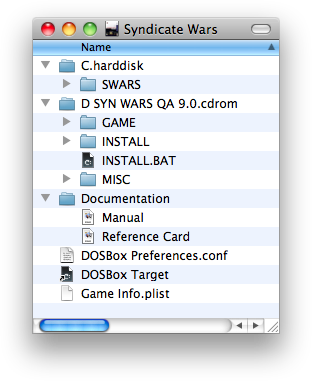 Syndicate Wars
Name
C.harddisk
SWARS
D SYN WARS QA 9.0.cdrom
GAME
INSTALL
INSTALL.BAT
MISC
Documentation
Manual
Reference Card
DOSBox Preferences.conf
DOSBox Target
Game Info.plist